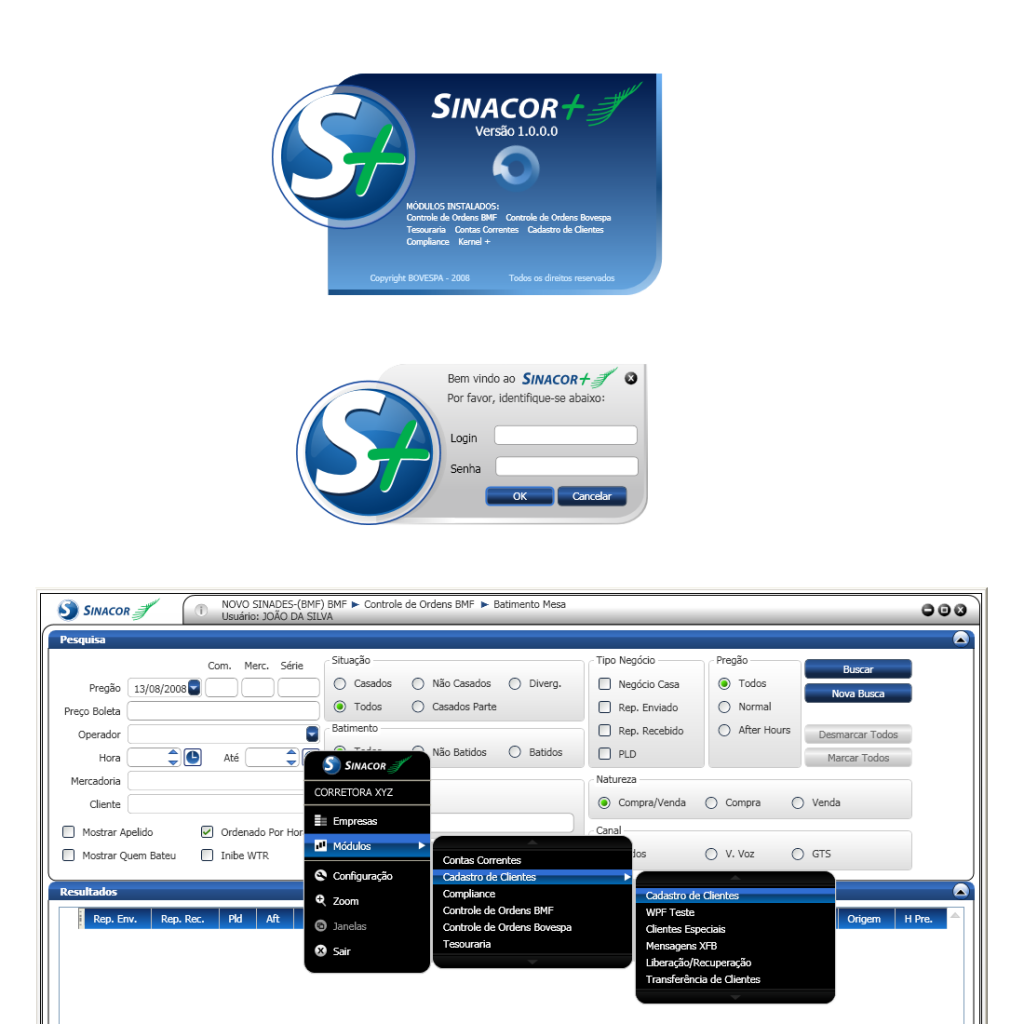 S+
SINACOR+
Versão 1.0.0.0
MÓDULOS INSTALADOS:
Controle de Ordens BMF Controle de Ordens Bovespa
Tesouraria Contas Correntes Cadastro de Clientes
Compliance Kernel +
Copyright BOVESPA - 2008 Todos os direitos reservados
S+
Bem vindo ao SINACOR+
Por favor, identifique-se abaixo:
Login
Senha
OK Cancelar
S SINACOR
NOVO SINADES-(BMF) BMF ► Controle de Ordens BMF ► Batimento Mesa
Usuário: JOÃO DA SILVA
Pesquisa
Com. Merc. Série
Pregão 13/08/2008
Preço Boleta
Operador
Hora Até
Mercadoria
Cliente
Mostrar Apelido Ordenado Por Hor
Mostrar Quem Bateu Inibe WTR
Situação
Casados Não Casados Diverg.
Todos Casados Parte
Batimento
Todos Não Batidos Batidos
Tipo Negócio
Negócio Casa
Rep. Enviado
Rep. Recebido
PLD
Pregão
Todos
Normal
After Hours
Buscar
Nova Busca
Desmarcar Todos
Marcar Todos
Natureza
Compra/Venda Compra Venda
Canal
dos V. Voz GTS
S SINACOR
CORRETORA XYZ
Empresas
Módulos
Configuração
Zoom
Janelas
Sair
Contas Correntes
Cadastro de Clientes
Compliance
Controle de Ordens BMF
Controle de Ordens Bovespa
Tesouraria
Cadastro de Clientes
WPF Teste
Clientes Especiais
Mensagens XFB
Liberação/Recuperação
Transferência de Clientes
Resultados
Rep. Env. Rep. Rec. Pld Aft Origem H Pre.